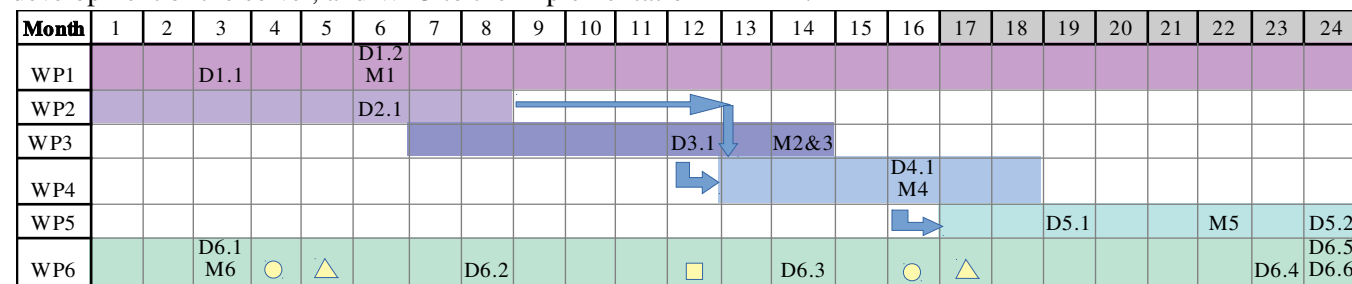 Month 1 2 3 4 5 6 7 8 9 10 11 12 13 14 15 16 17 18 19 20 21 22 23 24
D1.2
WP1 D1.1 M1
WP2 D2.1
WP3 D3.1 M2&3
D4.1
WP4 M4
WP5 D5.1 M5 D5.2
D6.1 D6.5
WP6 M6 D6.2 D6.3 D6.4 D6.6